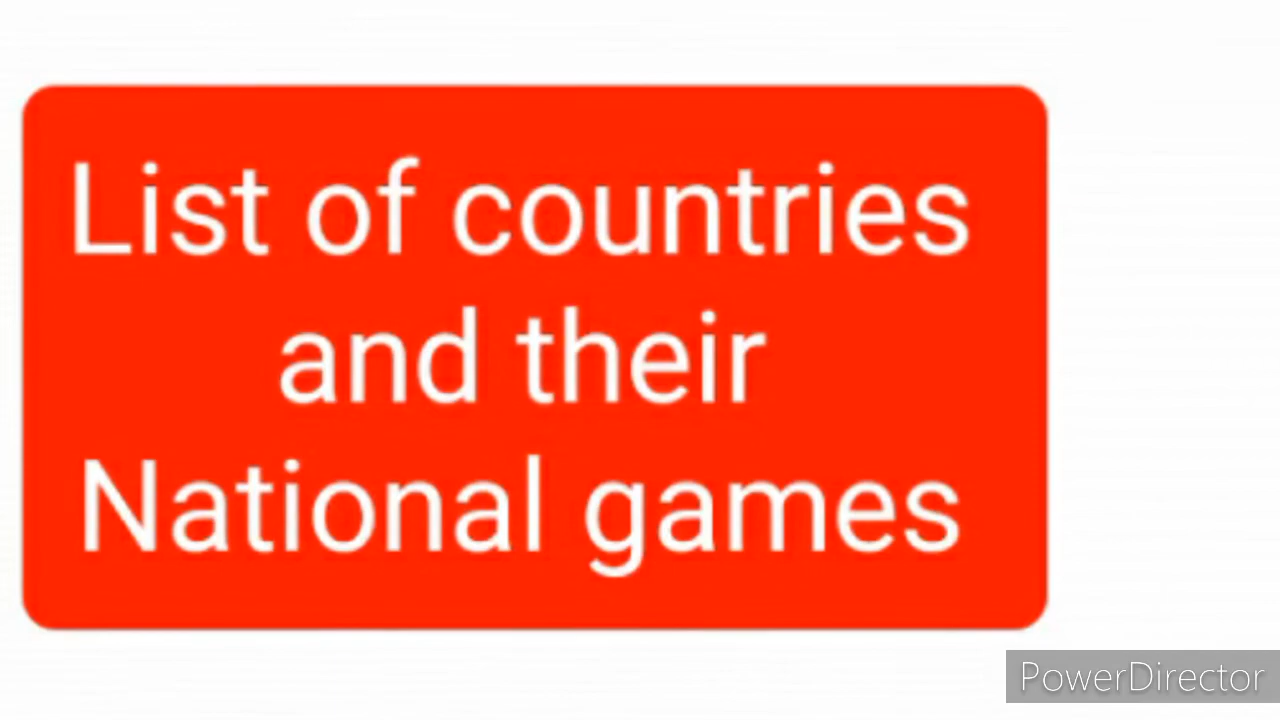 List of countries
and their
National games
PowerDirector